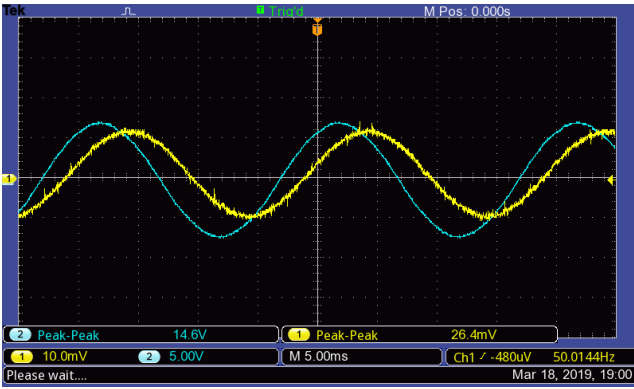 Tek T Trig'd M Pos: 0.000s
T
1
2 Peak-Peak 14.6V 1 Peak-Peak 26.4mV
1 10.0mV 2 5.00V M 5.00ms Ch1 ⁄ -480uV 50.0144Hz
Please wait.... Mar 18, 2019, 19:00